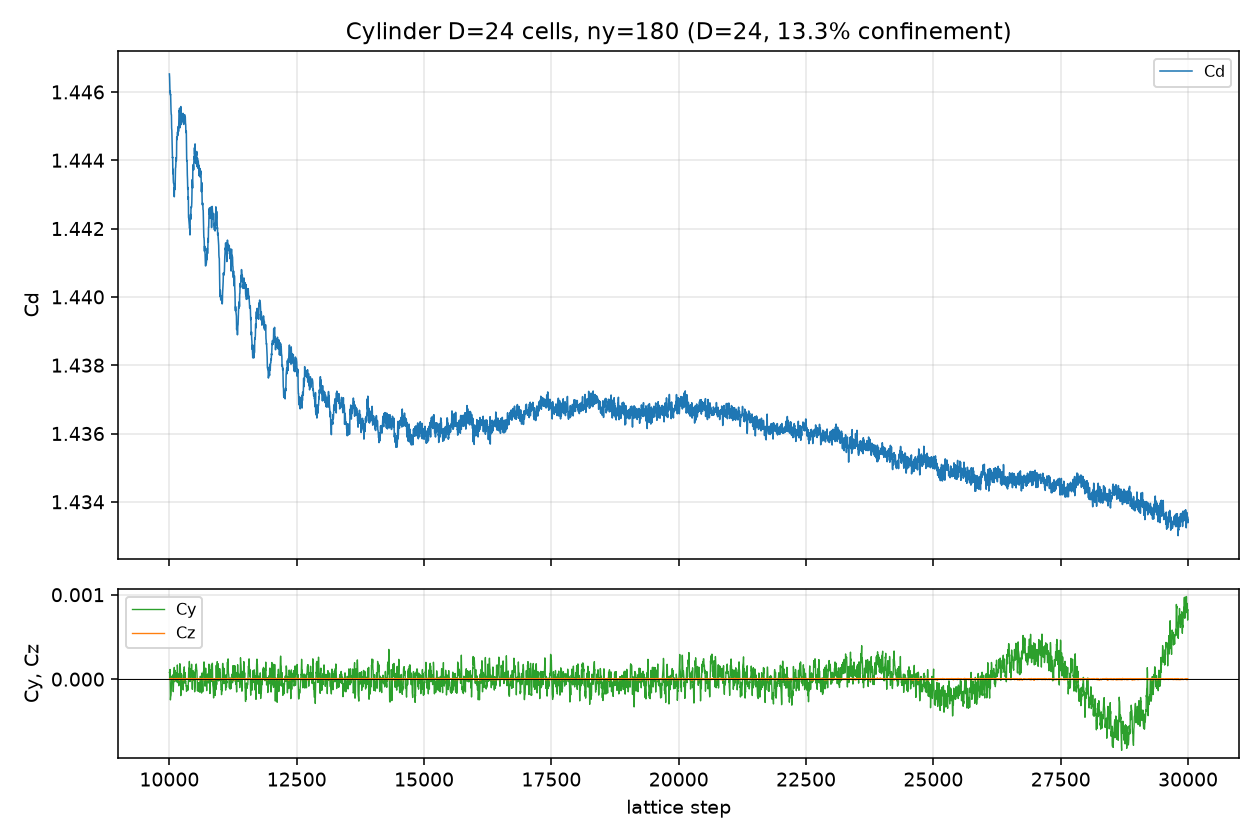 Cylinder D=24 cells, ny=180 (D=24, 13.3% confinement)
Cd
1.446
1.444
1.442
1.440
1.438
1.436
1.434
Cd
Cy
Cz
0.001
0.000
Cy, Cz
10000 12500 15000 17500 20000 22500 25000 27500 30000
lattice step